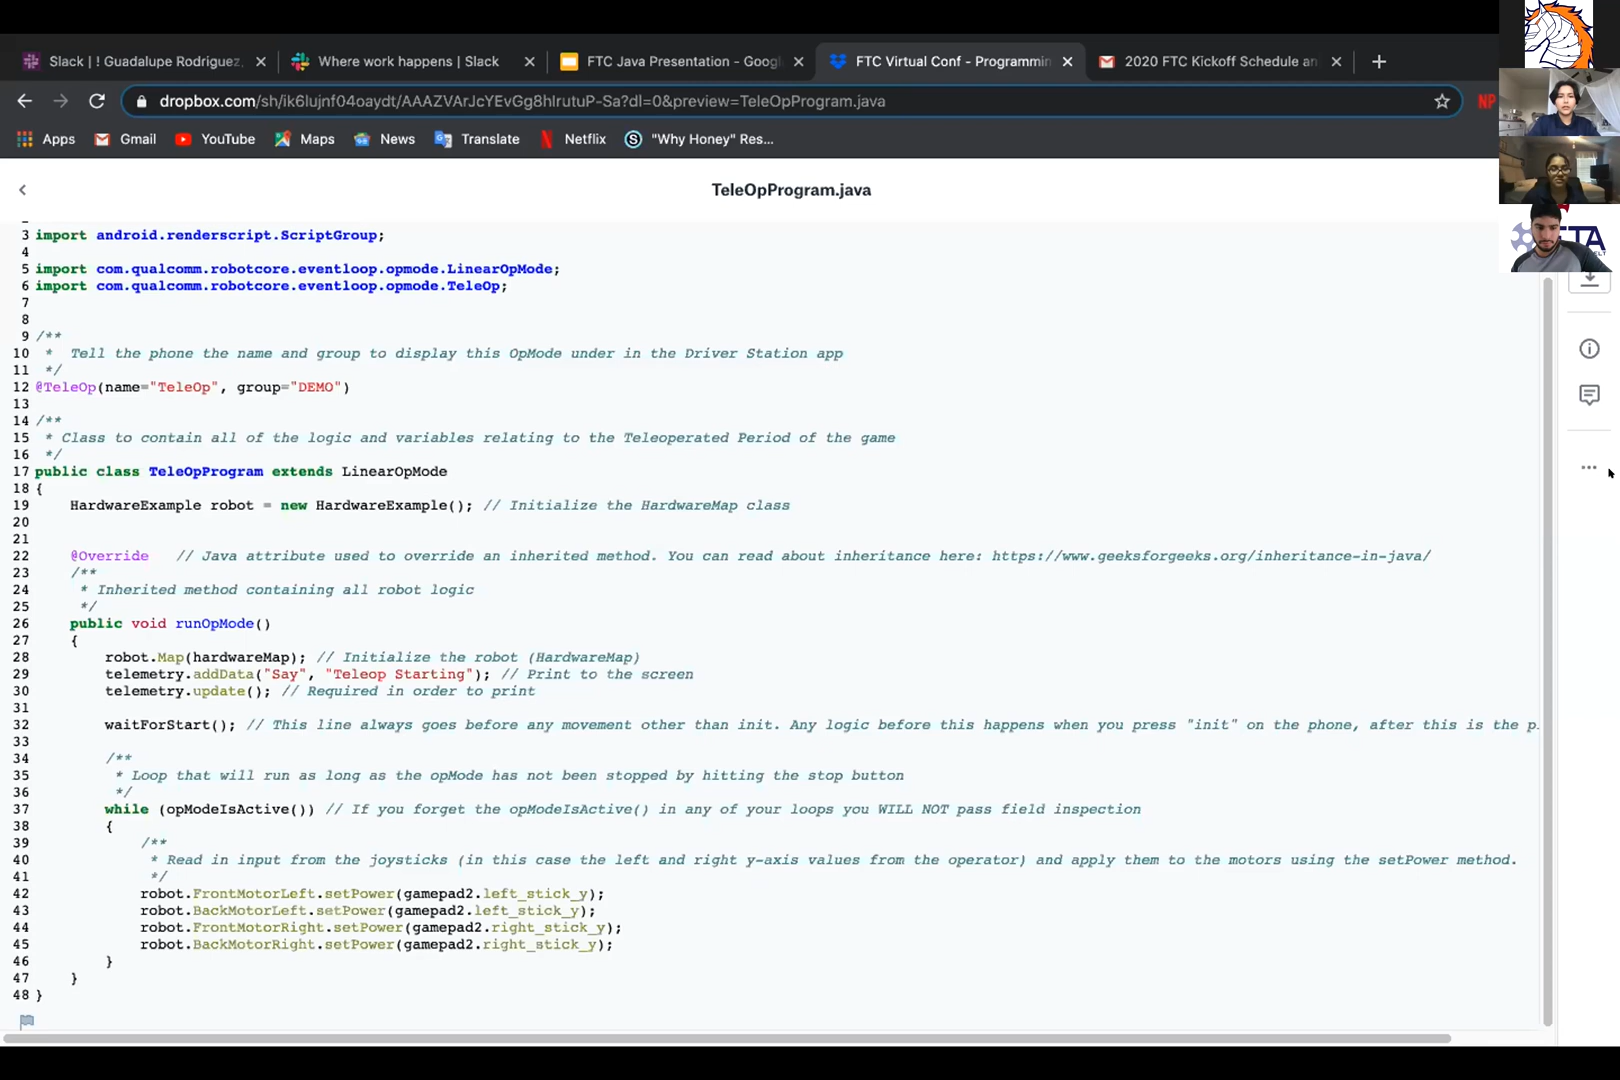 Slack | ! Guadalupe Rodriguez,
Where work happens | Slack
FTC Java Presentation - Googl
FTC Virtual Conf - Programmin
2020 FTC Kickoff Schedule an
dropbox.com/sh/ik6lujnf04oaydt/AAAZVArJcYEvGg8hIrutuP-Sa?dl=0&preview=TeleOpProgram.java
NP
Apps Gmail YouTube Maps News Translate Netflix "Why Honey" Res...
TeleOpProgram.java
3 import android.renderscript.ScriptGroup;
4
5 import com.qualcomm.robotcore.eventloop.opmode.LinearOpMode;
6 import com.qualcomm.robotcore.eventloop.opmode.TeleOp;
7
8
9 /**
10 * Tell the phone the name and group to display this OpMode under in the Driver Station app
11 */
12 @TeleOp(name="TeleOp", group="DEMO")
13
14 /**
15 * Class to contain all of the logic and variables relating to the Teleoperated Period of the game
16 */
17 public class TeleOpProgram extends LinearOpMode
18 {
19 HardwareExample robot = new HardwareExample(); // Initialize the HardwareMap class
20
21
22 @Override // Java attribute used to override an inherited method. You can read about inheritance here: https://www.geeksforgeeks.org/inheritance-in-java/
23 /**
24 * Inherited method containing all robot logic
25 */
26 public void runOpMode()
27 {
28 robot.Map(hardwareMap); // Initialize the robot (HardwareMap)
29 telemetry.addData("Say", "Teleop Starting"); // Print to the screen
30 telemetry.update(); // Required in order to print
31
32 waitForStart(); // This line always goes before any movement other than init. Any logic before this happens when you press "init" on the phone, after this is the p
33
34 /**
35 * Loop that will run as long as the opMode has not been stopped by hitting the stop button
36 */
37 while (opModeIsActive()) // If you forget the opModeIsActive() in any of your loops you WILL NOT pass field inspection
38 {
39 /**
40 * Read in input from the joysticks (in this case the left and right y-axis values from the operator) and apply them to the motors using the setPower method.
41 */
42 robot.FrontMotorLeft.setPower(gamepad2.left_stick_y);
43 robot.BackMotorLeft.setPower(gamepad2.left_stick_y);
44 robot.FrontMotorRight.setPower(gamepad2.right_stick_y);
45 robot.BackMotorRight.setPower(gamepad2.right_stick_y);
46 }
47 }
48 }